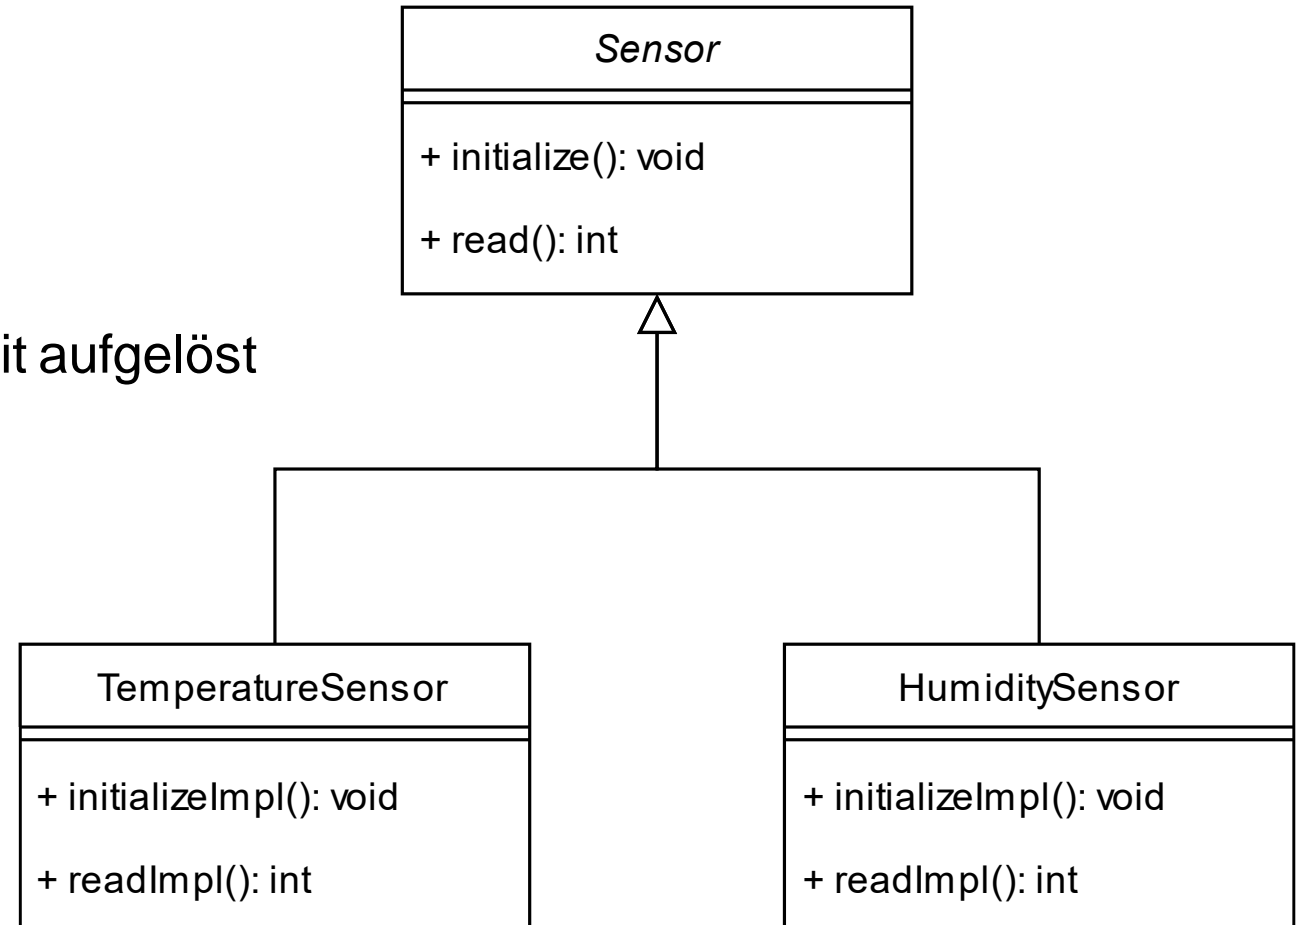 Sensor
+ initialize(): void
+ read(): int
it aufgelöst
TemperatureSensor
+ initializeImpl(): void
+ readImpl(): int
HumiditySensor
+ initializeImpl(): void
+ readImpl(): int